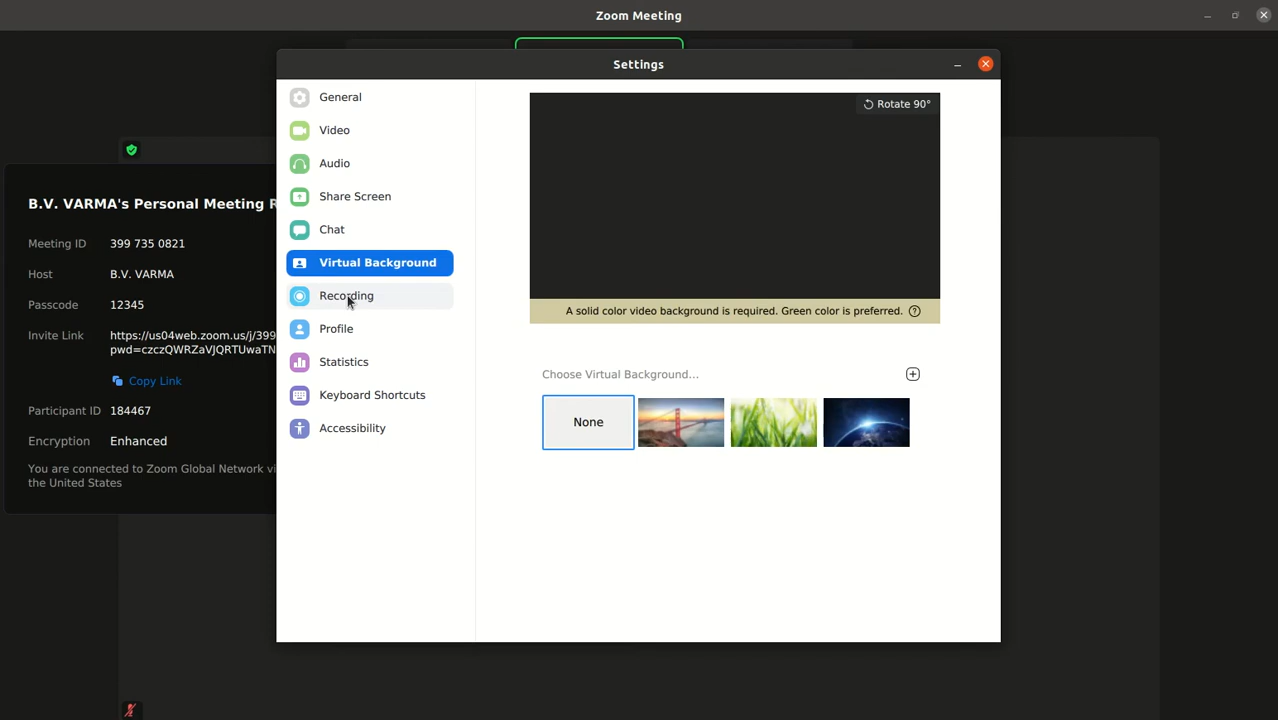 Zoom Meeting
Settings
General
Video
Audio
Share Screen
Chat
Virtual Background
Recording
Profile
Statistics
Keyboard Shortcuts
Accessibility
Rotate 90°
A solid color video background is required. Green color is preferred.
Choose Virtual Background...
None
B.V. VARMA's Personal Meeting R
Meeting ID 399 735 0821
Host B.V. VARMA
Passcode 12345
Invite Link https://us04web.zoom.us/j/399
pwd=czczQWRZaVJQRTUwaTN
Copy Link
Participant ID 184467
Encryption Enhanced
You are connected to Zoom Global Network vi
the United States